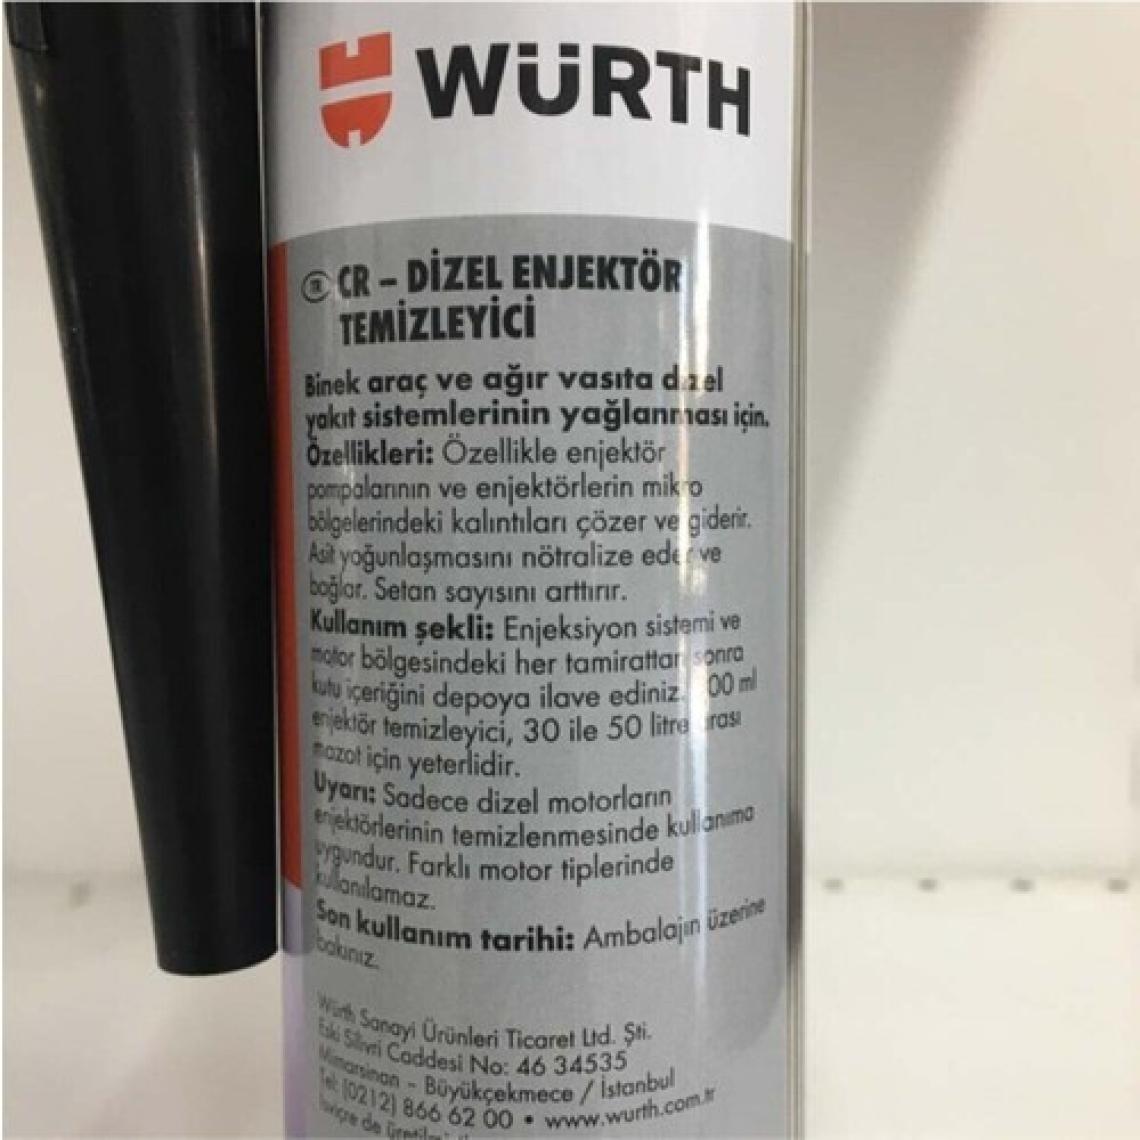 WÜRTH
TR CR – DİZEL ENJEKTÖR
TEMİZLEYİCİ
Binek araç ve ağır vasıta dizel
yakıt sistemlerinin yağlanması için.
Özellikleri: Özellikle enjektör
pompalarının ve enjektörlerin mikro
bölgelerindeki kalıntıları çözer ve giderir.
Asit yoğunlaşmasını nötralize eder ve
bağlar. Setan sayısını arttırır.
Kullanım şekli: Enjeksiyon sistemi ve
motor bölgesindeki her tamirattan sonra
kutu içeriğini depoya ilave ediniz. ml
enjektör temizleyici, 30 ile 50 litre arası
mazot için yeterlidir.
Uyarı: Sadece dizel motorların
enjektörlerinin temizlenmesinde kullanıma
uygundur. Farklı motor tiplerinde
kullanılamaz.
Son kullanım tarihi: Ambalajın üzerine
bakınız.
Würth Sanayi Ürünleri Ticaret Ltd. Şti.
Eski Silivri Caddesi No: 46 34535
Mimarsinan – Büyükçekmece / İstanbul
Tel: (0212) 866 62 00 • www.wurth.com.tr
İsviçre de